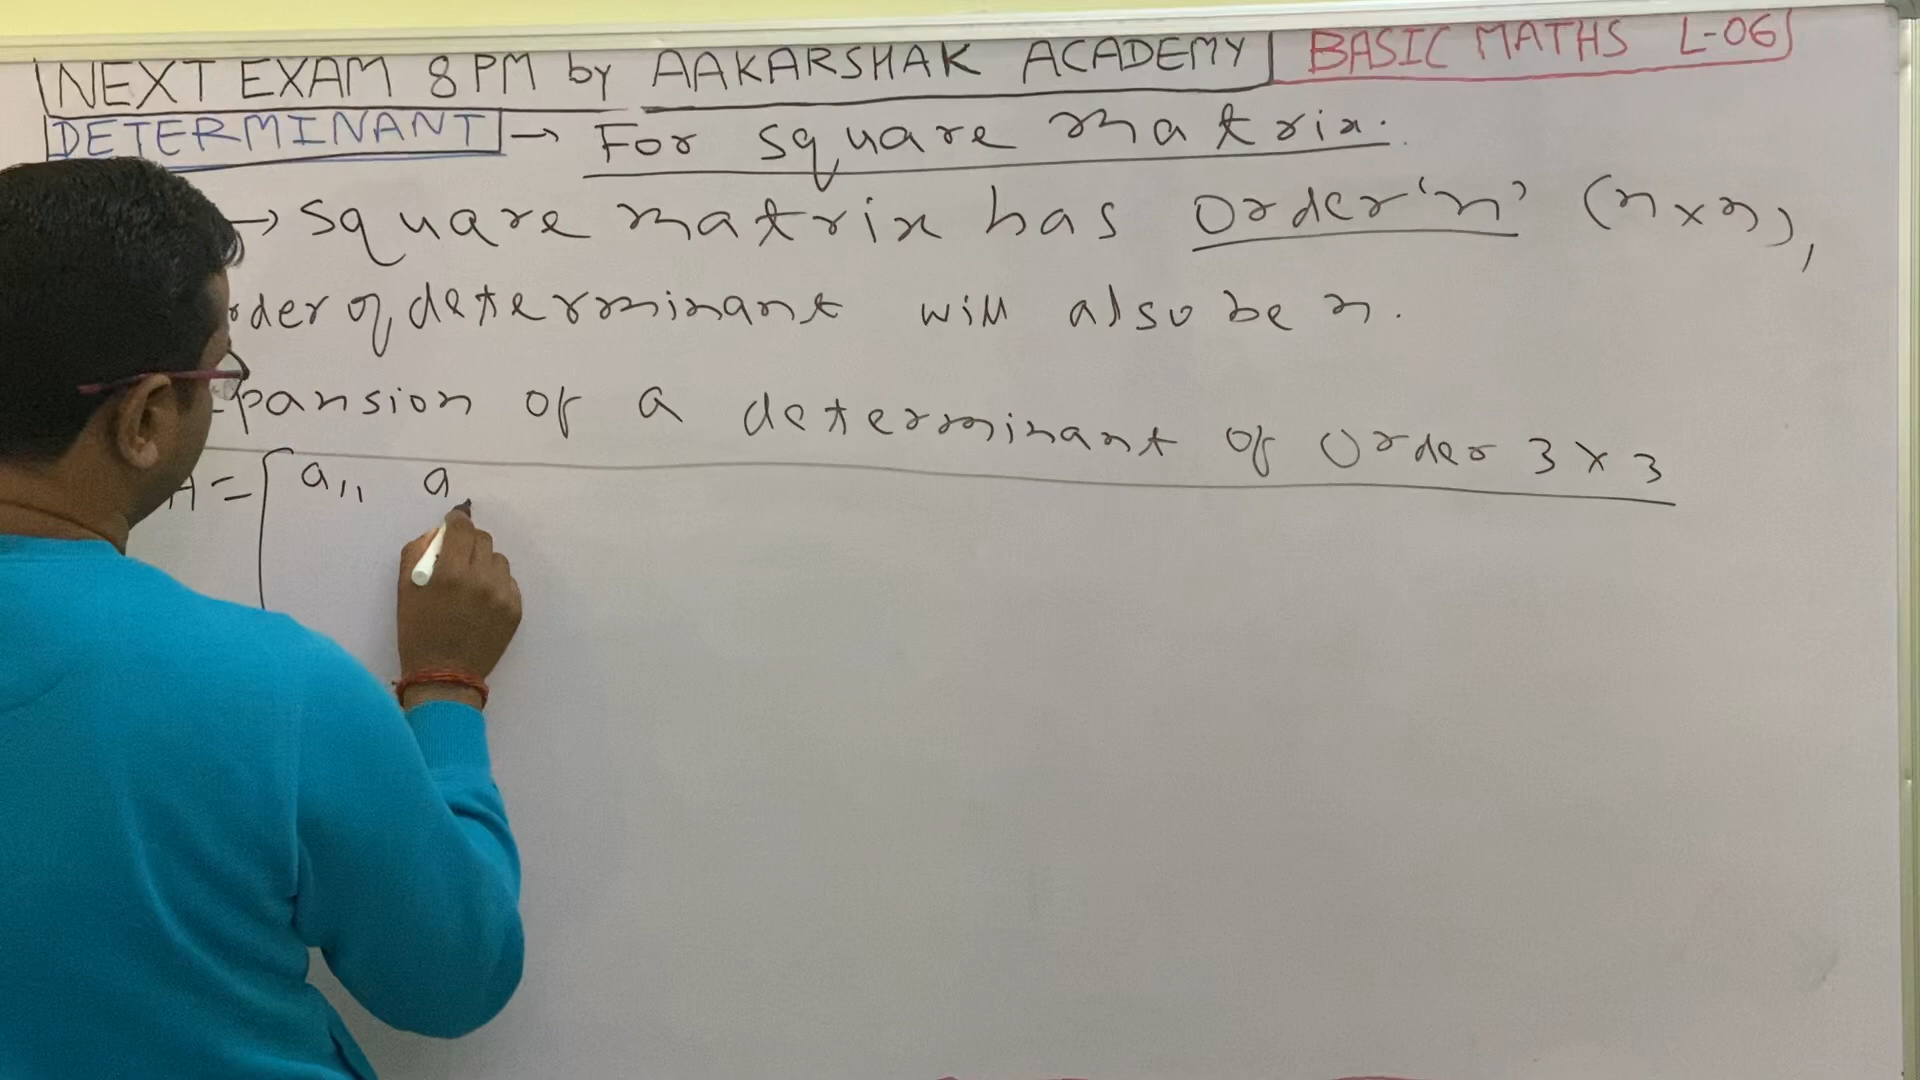 NEXT EXAM 8 PM by AAKARSHAK ACADEMY BASIC MATHS L-06
DETERMINANT → For square matrix.
→ square matrix has order 'n' (n x n),
order of determinant will also be n.
pansion of a determinant of order 3 x 3
A = [ a11 a